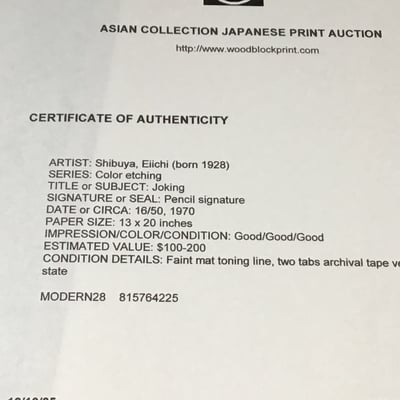 ASIAN COLLECTION JAPANESE PRINT AUCTION
http://www.woodblockprint.com
CERTIFICATE OF AUTHENTICITY
ARTIST: Shibuya, Eiichi (born 1928)
SERIES: Color etching
TITLE or SUBJECT: Joking
SIGNATURE or SEAL: Pencil signature
DATE or CIRCA: 16/50, 1970
PAPER SIZE: 13 x 20 inches
IMPRESSION/COLOR/CONDITION: Good/Good/Good
ESTIMATED VALUE: $100-200
CONDITION DETAILS: Faint mat toning line, two tabs archival tape
state
MODERN28 815764225